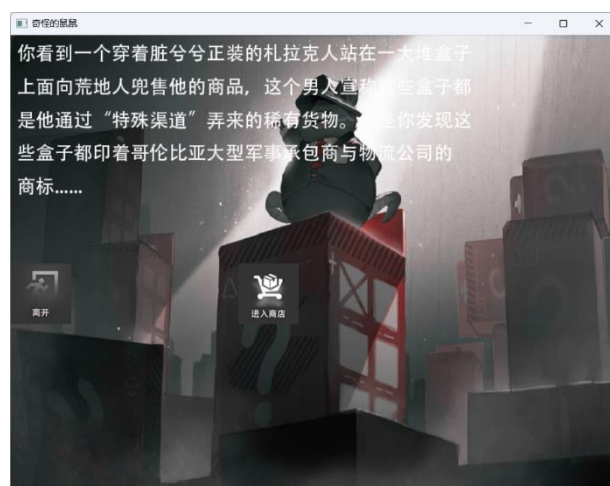 奇怪的鼠鼠
你看到一个穿着脏兮兮正装的札拉克人站在一大堆盒子
上面向荒地人兜售他的商品，这个男人宣称这些盒子都
是他通过“特殊渠道”弄来的稀有货物。但是你发现这
些盒子都印着哥伦比亚大型军事承包商与物流公司的
商标……
离开
进入商店